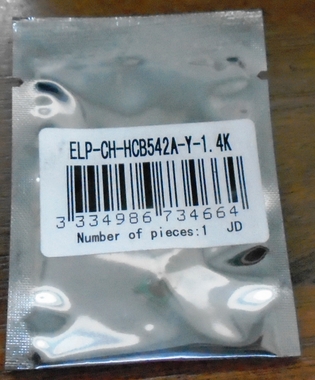 ELP-CH-HCB542A-Y-1.4K
3 334986 734664
Number of pieces:1 JD